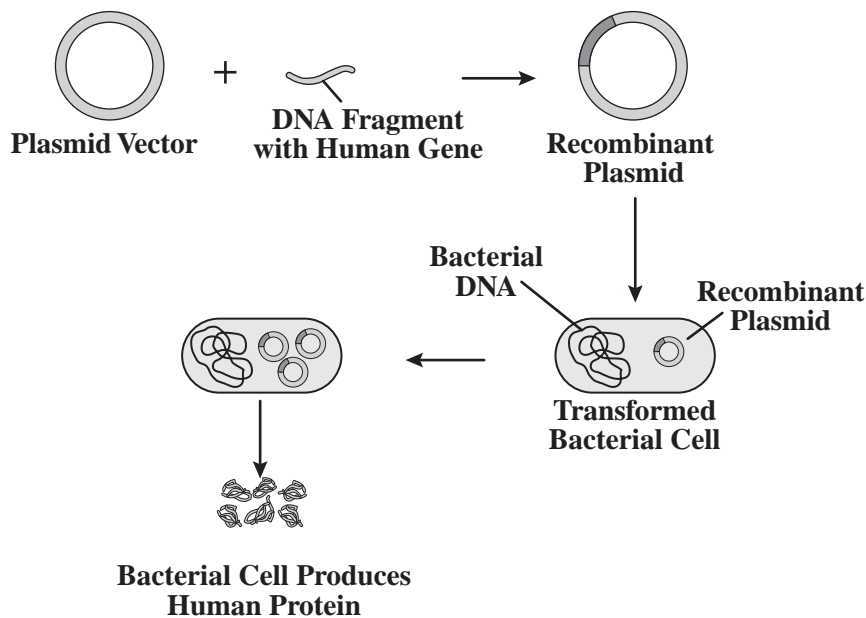 Plasmid Vector
+
DNA Fragment
with Human Gene
Recombinant
Plasmid
Bacterial
DNA
Recombinant
Plasmid
Transformed
Bacterial Cell
Bacterial Cell Produces
Human Protein